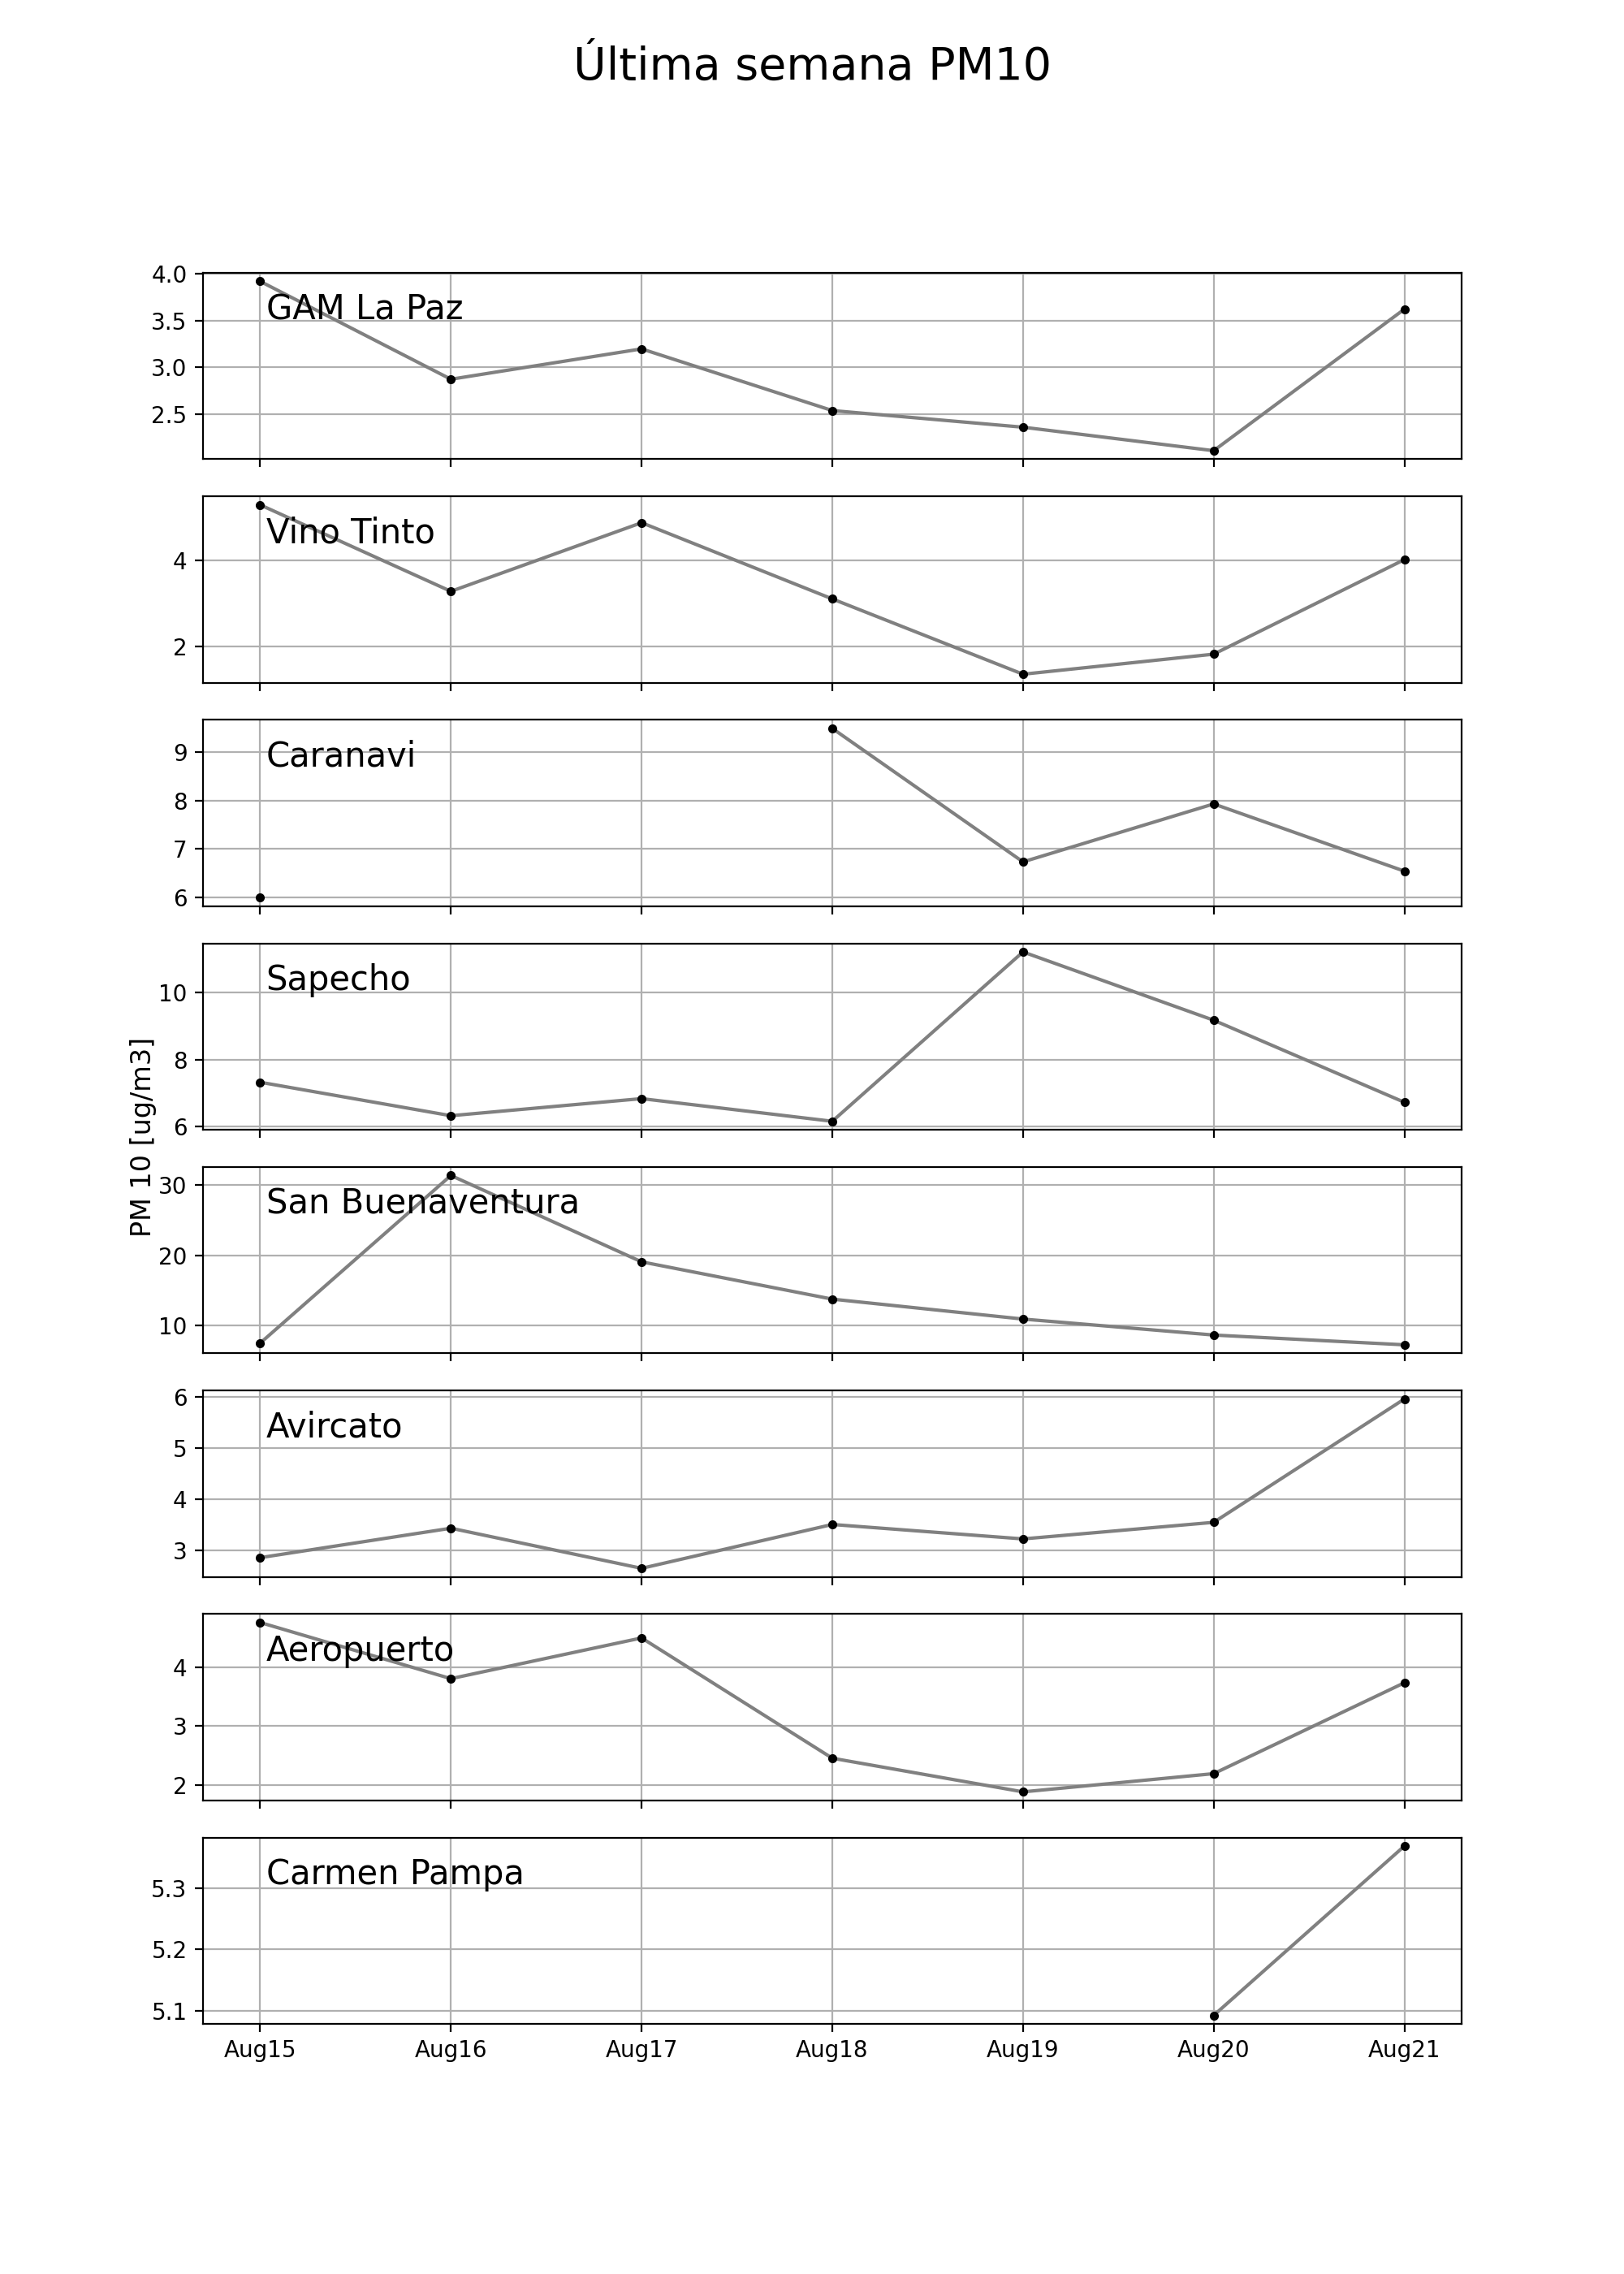 Última semana PM10
4.0
GAM La Paz
3.5
3.0
2.5
Vino Tinto
4
2
9
Caranavi
8
7
6
Sapecho
10
8
6
PM 10 [ug/m3]
30
San Buenaventura
20
10
6
Avircato
5
4
3
Aeropuerto
4
3
2
Carmen Pampa
5.3
5.2
5.1
Aug15 Aug16 Aug17 Aug18 Aug19 Aug20 Aug21